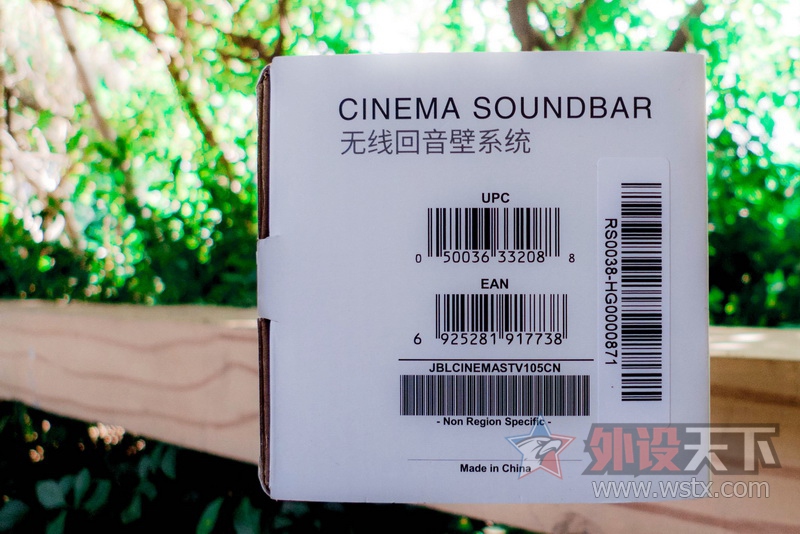 CINEMA SOUNDBAR
无线回音壁系统
UPC
0 50036 33208 8
EAN
6 925281 917738
JBLCINEMASTV105CN
- Non Region Specific -
Made in China
RS0038-HG0000871
外设天下
www.wstx.com